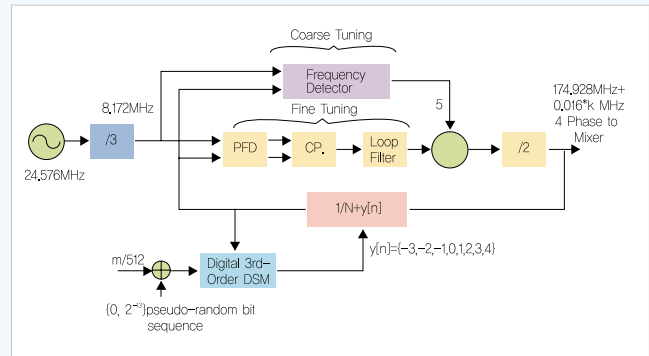 Coarse Tuning
Frequency
Detector
8.172MHz
Fine Tuning
5
174.928MHz+
0.016*k MHz
4 Phase to
Mixer
/3
PFD
CP.
Loop
Filter
/2
24.576MHz
1/N+y[n]
y[n]={-3,-2,-1,0,1,2,3,4}
m/512
Digital 3rd-
Order DSM
{0, 2⁻¹³}pseudo-random bit
sequence